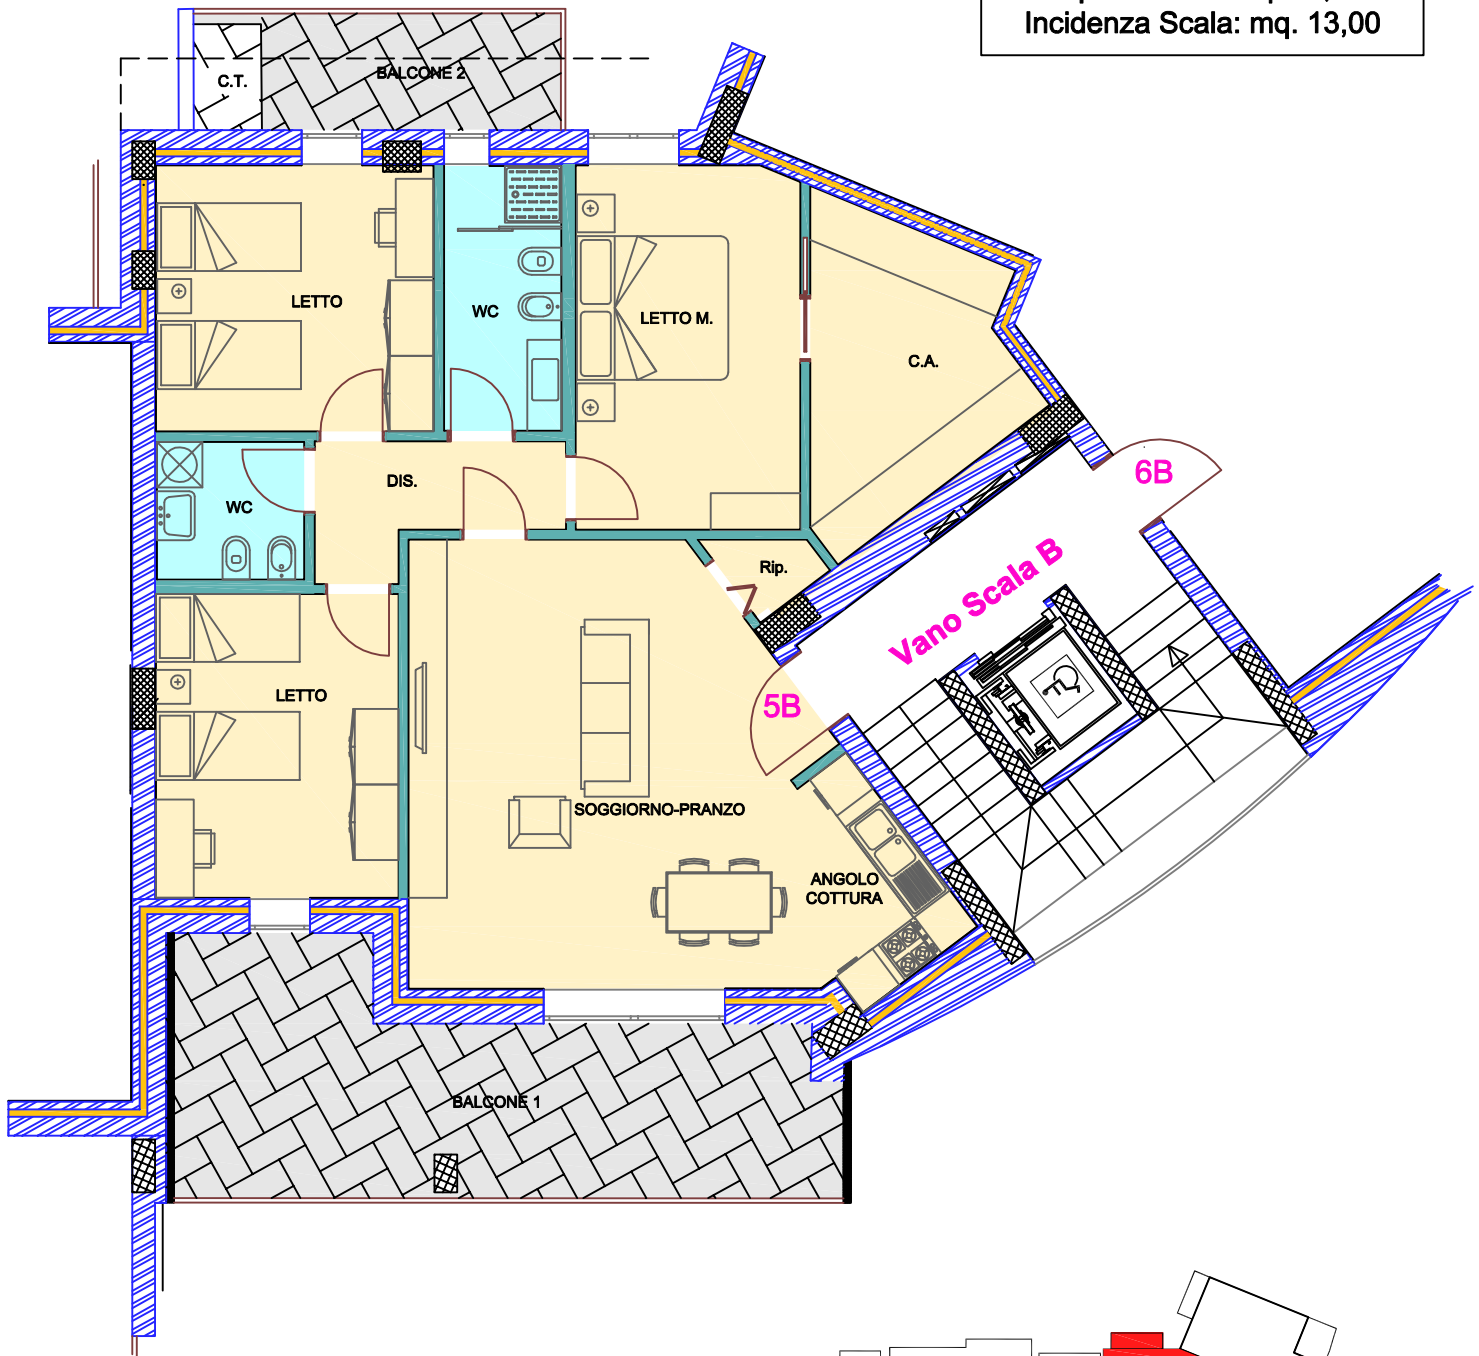 Incidenza Scala: mq. 13,00
BALCONE 2
C.T.
LETTO
WC
LETTO M.
C.A.
6B
DIS.
WC
Rip.
Vano Scala B
LETTO
5B
SOGGIORNO-PRANZO
ANGOLO
COTTURA
BALCONE 1